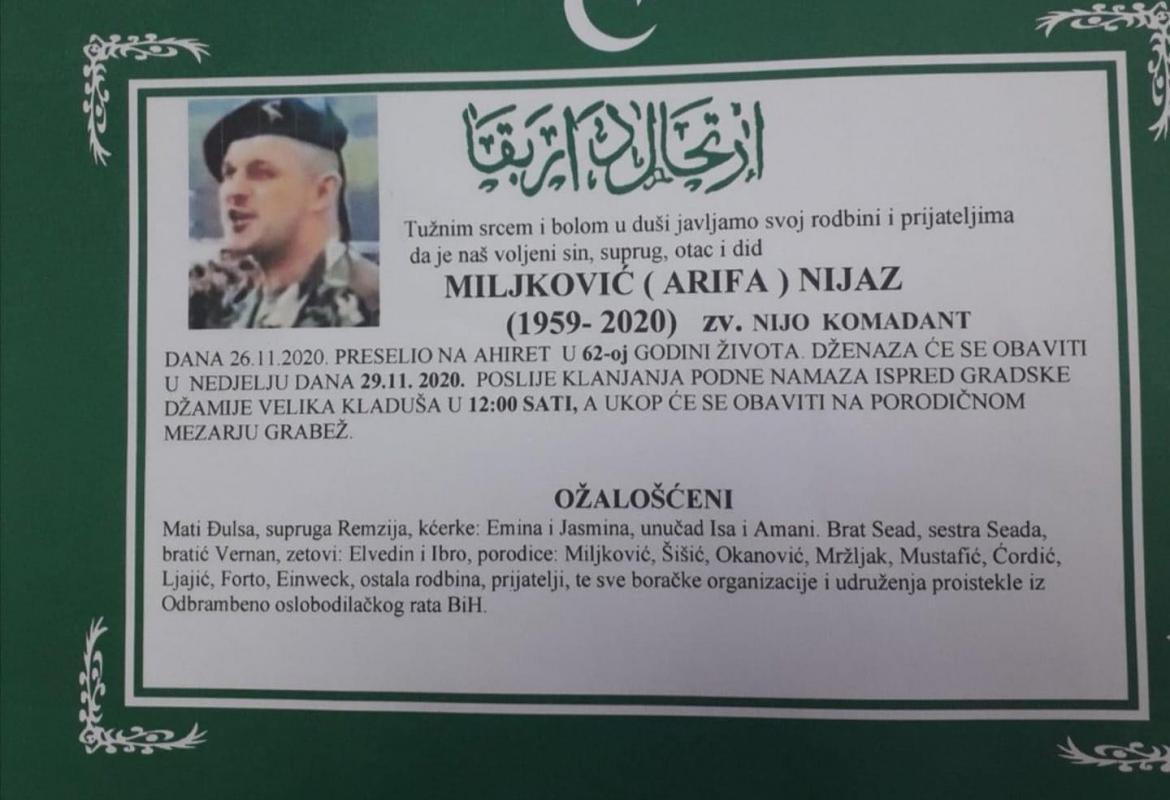 ارتحال دار بقا
Tužnim srcem i bolom u duši javljamo svoj rodbini i prijateljima
da je naš voljeni sin, suprug, otac i did
MILJKOVIĆ ( ARIFA ) NIJAZ
(1959- 2020) ZV. NIJO KOMADANT
DANA 26.11.2020. PRESELIO NA AHIRET U 62-oj GODINI ŽIVOTA. DŽENAZA ĆE SE OBAVITI
U NEDJELJU DANA 29.11. 2020. POSLIJE KLANJANJA PODNE NAMAZA ISPRED GRADSKE
DŽAMIJE VELIKA KLADUŠA U 12:00 SATI, A UKOP ĆE SE OBAVITI NA PORODIČNOM
MEZARJU GRABEŽ.
OŽALOŠĆENI
Mati Đulsa, supruga Remzija, kćerke: Emina i Jasmina, unučad Isa i Amani. Brat Sead, sestra Seada,
bratić Vernan, zetovi: Elvedin i Ibro, porodice: Miljković, Šišić, Okanović, Mržljak, Mustafić, Ćordić,
Ljajić, Forto, Einweck, ostala rodbina, prijatelji, te sve boračke organizacije i udruženja proistekle iz
Odbrambeno oslobodilačkog rata BiH.